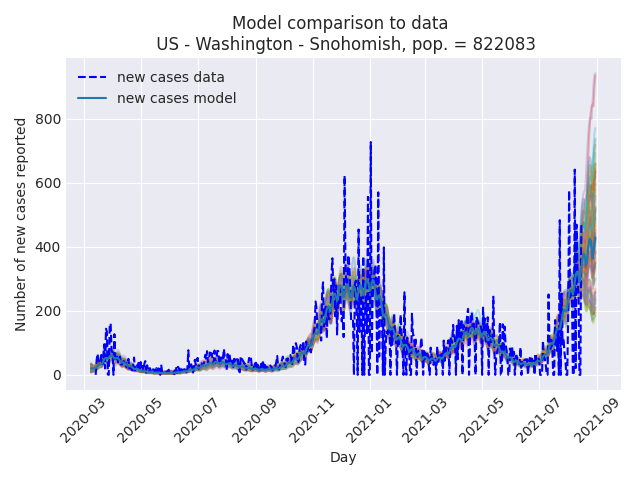 Model comparison to data
US - Washington - Snohomish, pop. = 822083
new cases data
new cases model
Number of new cases reported
800
600
400
200
0
2020-03
2020-05
2020-07
2020-09
2020-11
2021-01
2021-03
2021-05
2021-07
2021-09
Day